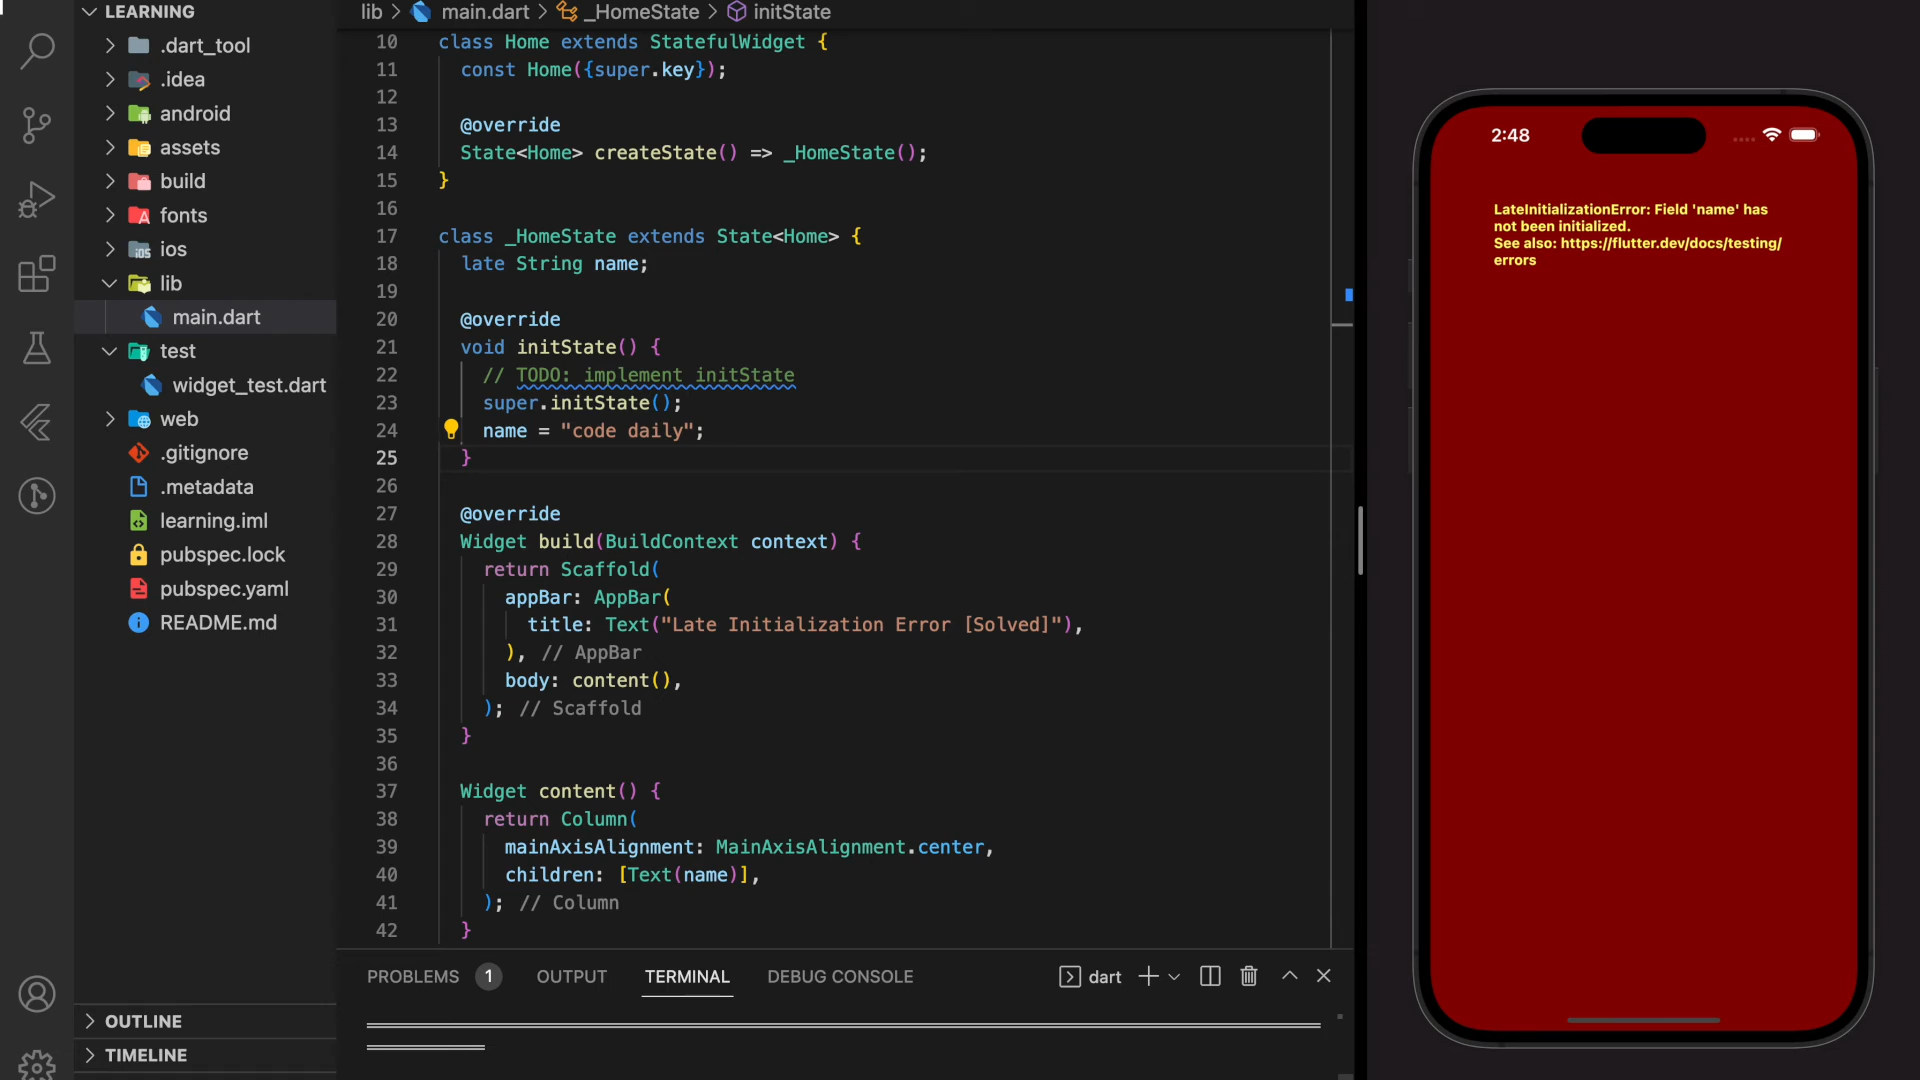 LEARNING
.dart_tool
.idea
android
assets
build
fonts
ios
lib
main.dart
test
widget_test.dart
web
.gitignore
.metadata
learning.iml
pubspec.lock
pubspec.yaml
README.md
OUTLINE
TIMELINE
lib > main.dart > _HomeState > initState
10 class Home extends StatefulWidget {
11 const Home({super.key});
12
13 @override
14 State<Home> createState() => _HomeState();
15 }
16
17 class _HomeState extends State<Home> {
18 late String name;
19
20 @override
21 void initState() {
22 // TODO: implement initState
23 super.initState();
24 name = "code daily";
25 }
26
27 @override
28 Widget build(BuildContext context) {
29 return Scaffold(
30 appBar: AppBar(
31 title: Text("Late Initialization Error [Solved]"),
32 ), // AppBar
33 body: content(),
34 ); // Scaffold
35 }
36
37 Widget content() {
38 return Column(
39 mainAxisAlignment: MainAxisAlignment.center,
40 children: [Text(name)],
41 ); // Column
42 }
PROBLEMS 1 OUTPUT TERMINAL DEBUG CONSOLE dart
2:48
LateInitializationError: Field 'name' has
not been initialized.
See also: https://flutter.dev/docs/testing/
errors